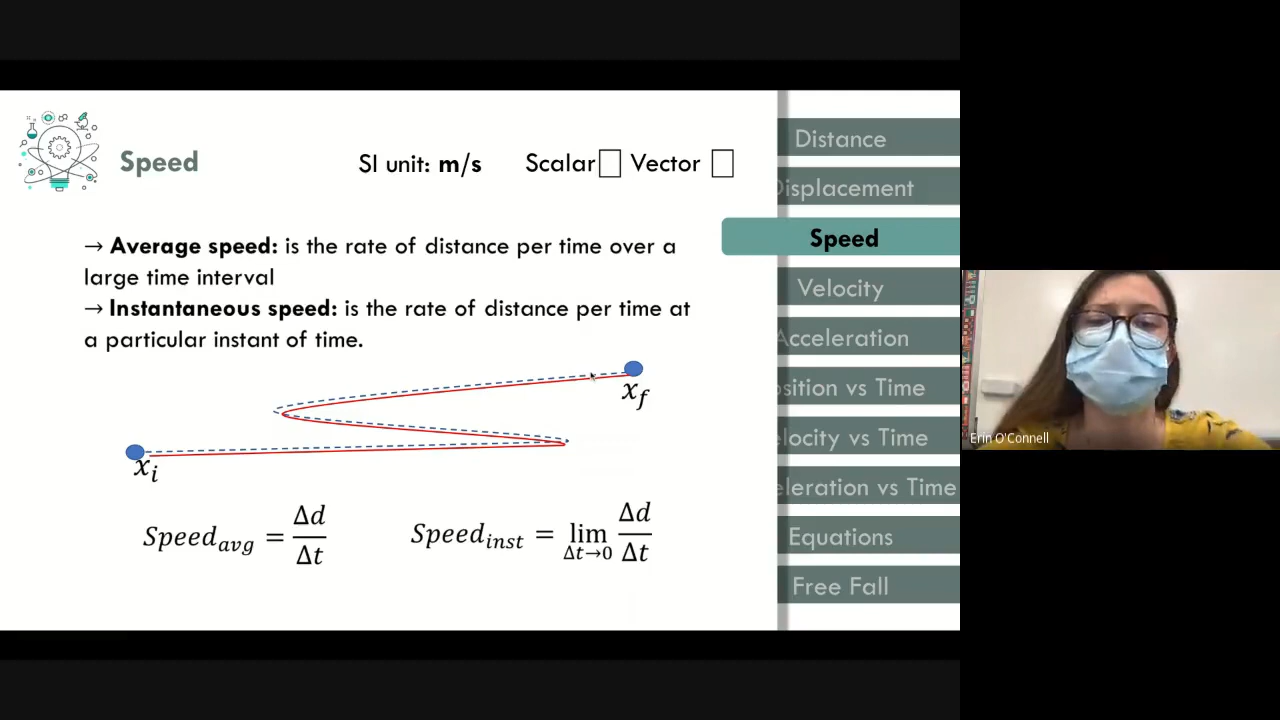 Speed
SI unit: m/s
Scalar☐ Vector ☐
→ Average speed: is the rate of distance per time over a
large time interval
→ Instantaneous speed: is the rate of distance per time at
a particular instant of time.
x_f
x_i
Speed_avg = Δd/Δt
Speed_inst = lim_{Δt→0} Δd/Δt
Distance
Displacement
Speed
Velocity
Acceleration
osition vs Time
elocity vs Time
eleration vs Time
Equations
Free Fall
Erin O'Connell